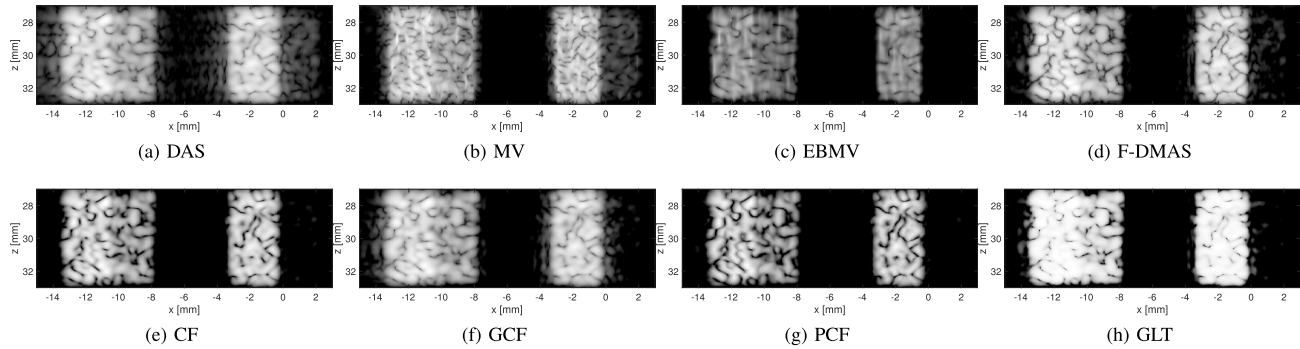 z [mm]
28
30
32
-14 -12 -10 -8 -6 -4 -2 0 2
x [mm]
(a) DAS
z [mm]
28
30
32
-14 -12 -10 -8 -6 -4 -2 0 2
x [mm]
(b) MV
z [mm]
28
30
32
-14 -12 -10 -8 -6 -4 -2 0 2
x [mm]
(c) EBMV
z [mm]
28
30
32
-14 -12 -10 -8 -6 -4 -2 0 2
x [mm]
(d) F-DMAS
z [mm]
28
30
32
-14 -12 -10 -8 -6 -4 -2 0 2
x [mm]
(e) CF
z [mm]
28
30
32
-14 -12 -10 -8 -6 -4 -2 0 2
x [mm]
(f) GCF
z [mm]
28
30
32
-14 -12 -10 -8 -6 -4 -2 0 2
x [mm]
(g) PCF
z [mm]
28
30
32
-14 -12 -10 -8 -6 -4 -2 0 2
x [mm]
(h) GLT